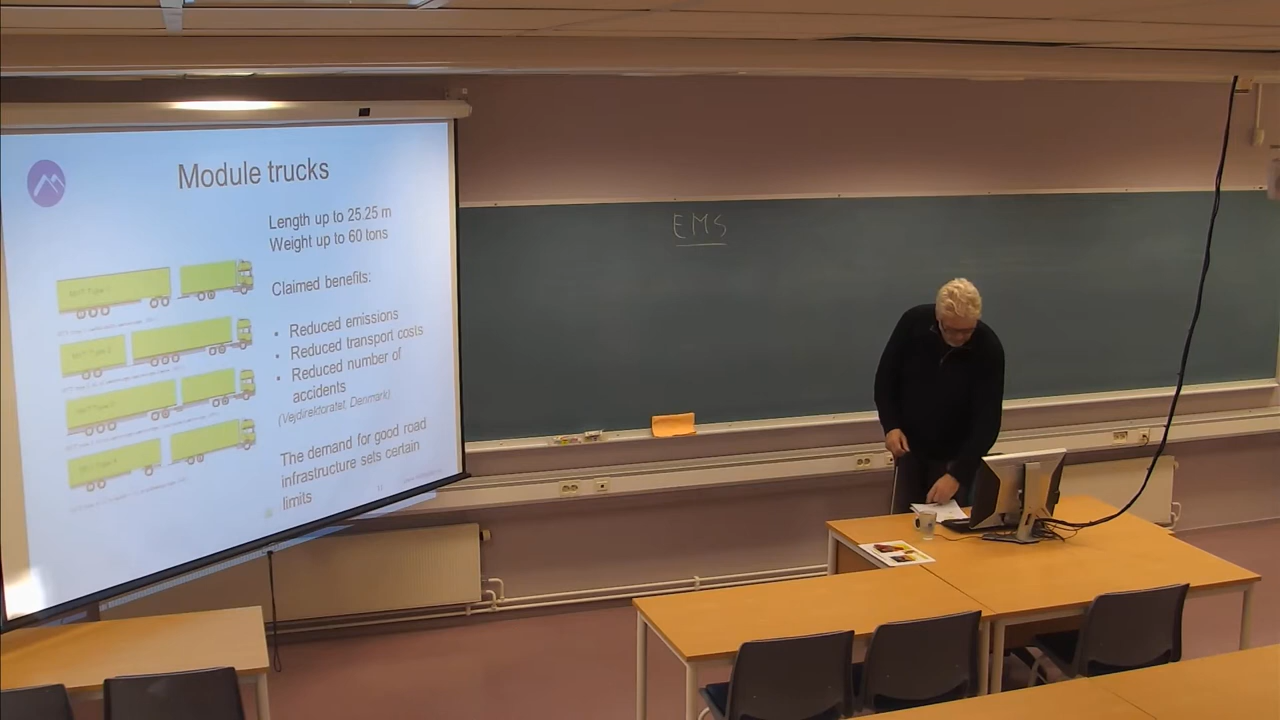 Module trucks
Length up to 25.25 m
Weight up to 60 tons
Claimed benefits:
• Reduced emissions
• Reduced transport costs
• Reduced number of
accidents
(Vejdirektoratet, Denmark)
The demand for good road
infrastructure sets certain
limits
EMS